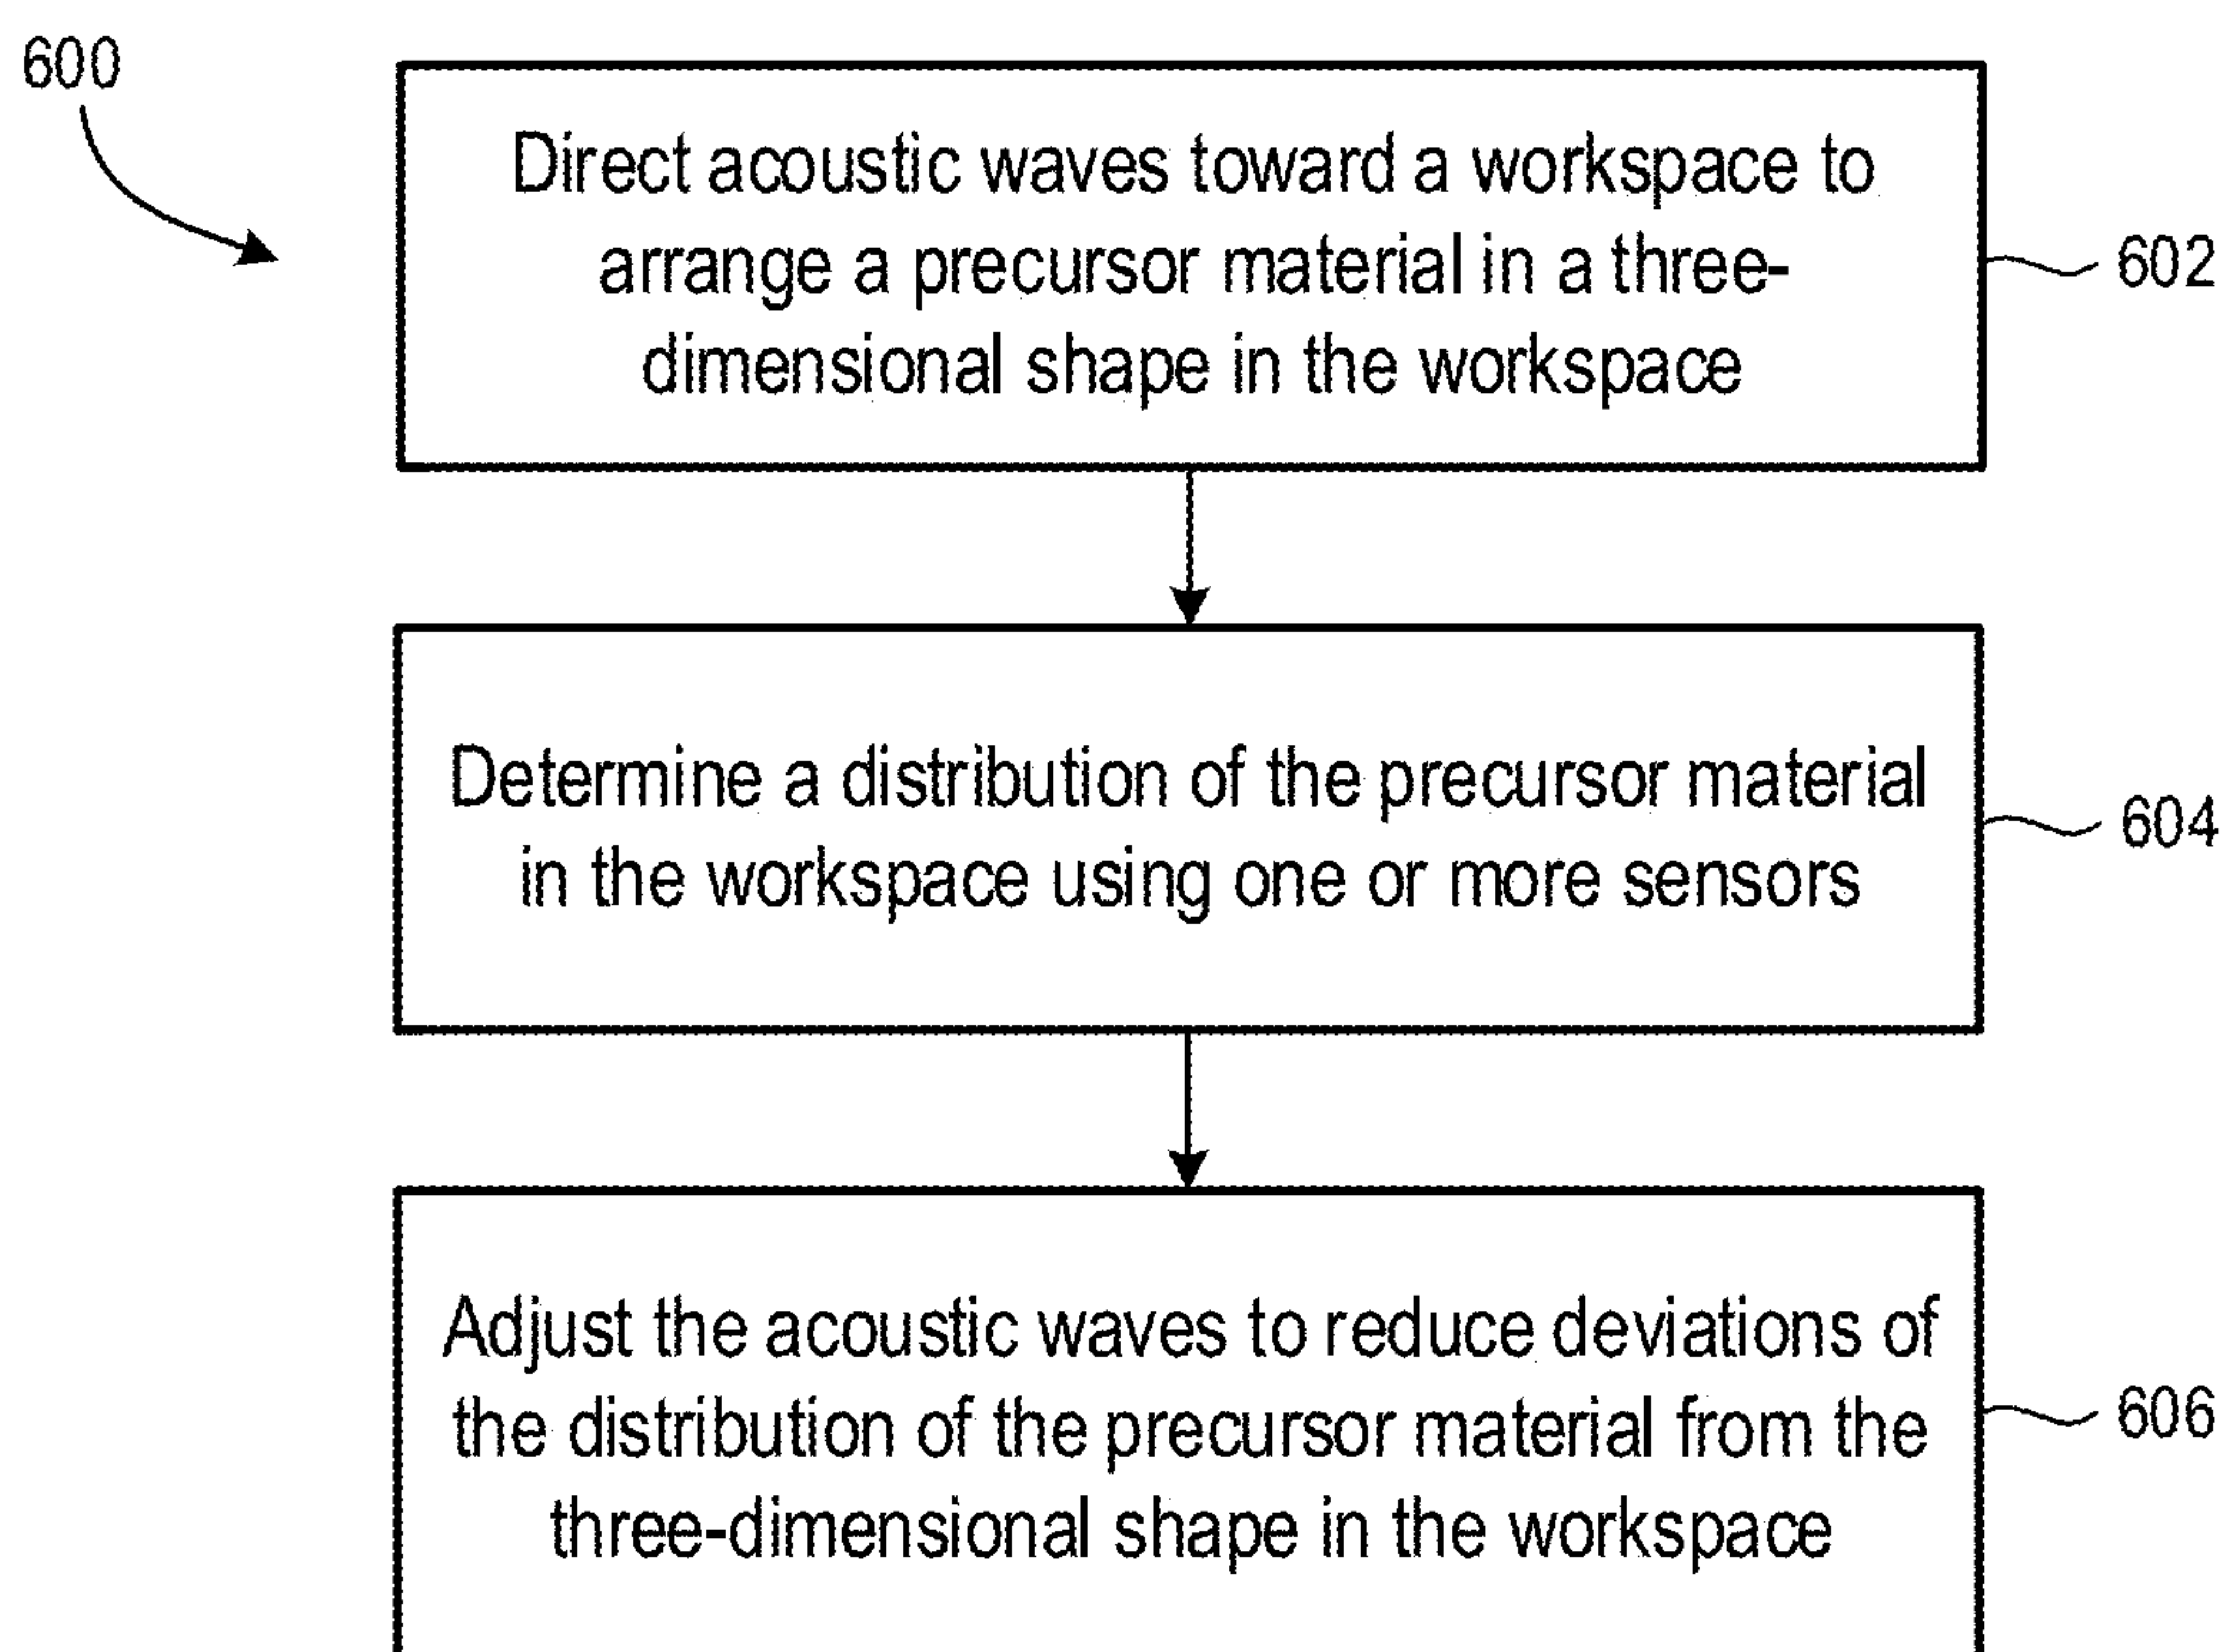 600
Direct acoustic waves toward a workspace to
arrange a precursor material in a three-
dimensional shape in the workspace
602
Determine a distribution of the precursor material
in the workspace using one or more sensors
604
Adjust the acoustic waves to reduce deviations of
the distribution of the precursor material from the
three-dimensional shape in the workspace
606